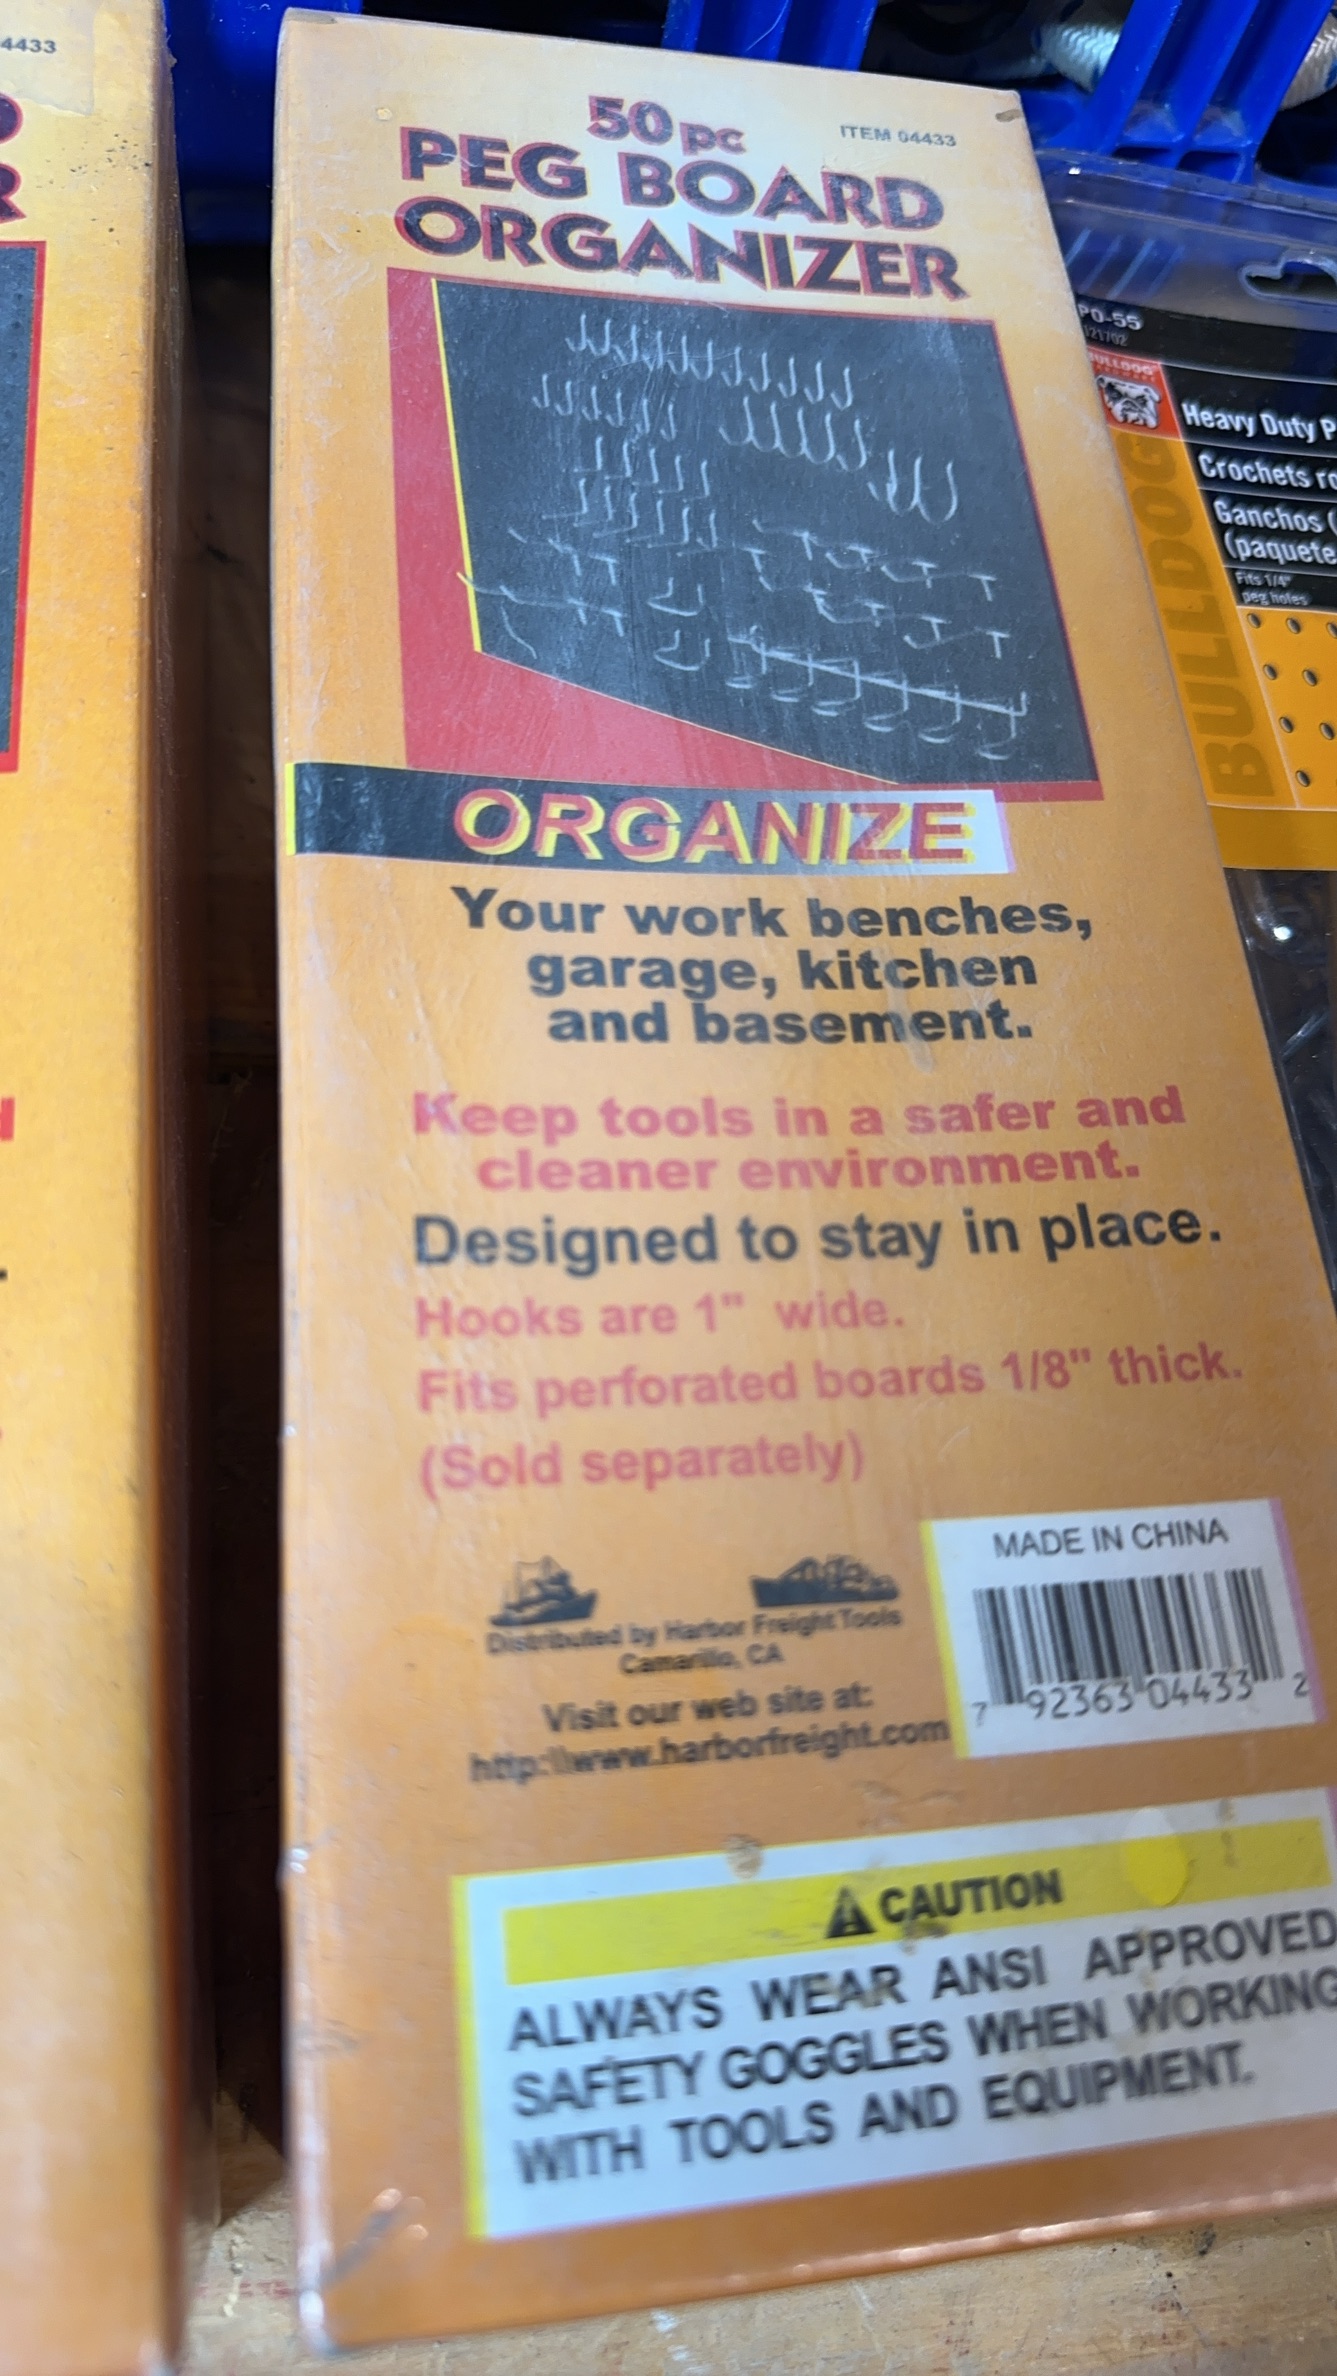 4433
50 pc
ITEM 04433
PEG BOARD
ORGANIZER
ORGANIZE
Your work benches,
garage, kitchen
and basement.
Keep tools in a safer and
cleaner environment.
Designed to stay in place.
Hooks are 1" wide.
Fits perforated boards 1/8" thick.
(Sold separately)
Distributed by Harbor Freight Tools
Camarillo, CA
Visit our web site at:
http:\\www.harborfreight.com
MADE IN CHINA
7 92363 04433 2
CAUTION
ALWAYS WEAR ANSI APPROVED
SAFETY GOGGLES WHEN WORKING
WITH TOOLS AND EQUIPMENT.
PO-55
BULLDOG
Heavy Duty P
Crochets ro
Ganchos (
(paquete
Fits 1/4"
peg holes
BULLDOG